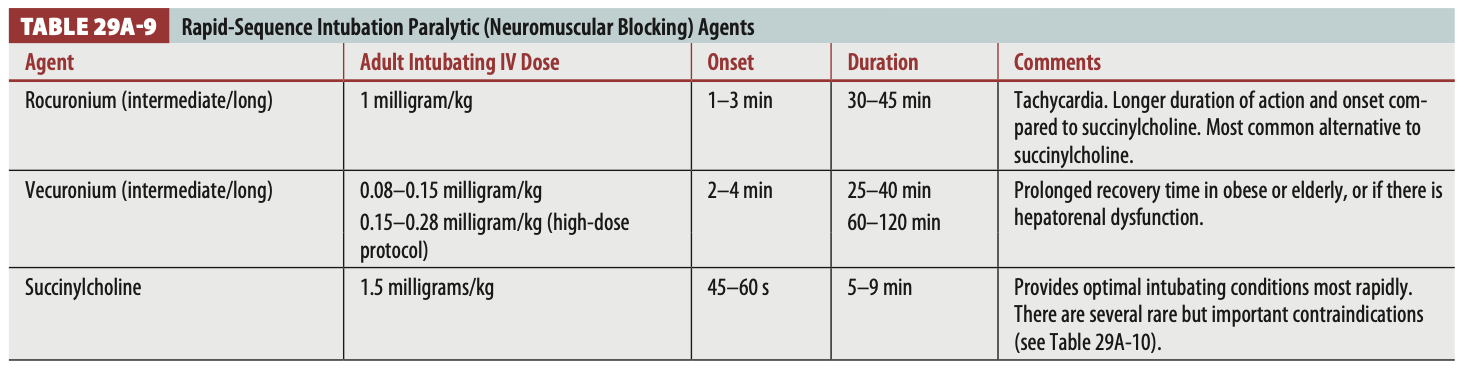 TABLE 29A-9 Rapid-Sequence Intubation Paralytic (Neuromuscular Blocking) Agents
Agent Adult Intubating IV Dose Onset Duration Comments
Rocuronium (intermediate/long) 1 milligram/kg 1–3 min 30–45 min Tachycardia. Longer duration of action and onset com-
pared to succinylcholine. Most common alternative to
succinylcholine.
Vecuronium (intermediate/long) 0.08–0.15 milligram/kg 2–4 min 25–40 min Prolonged recovery time in obese or elderly, or if there is
0.15–0.28 milligram/kg (high-dose 60–120 min hepatorenal dysfunction.
protocol)
Succinylcholine 1.5 milligrams/kg 45–60 s 5–9 min Provides optimal intubating conditions most rapidly.
There are several rare but important contraindications
(see Table 29A-10).